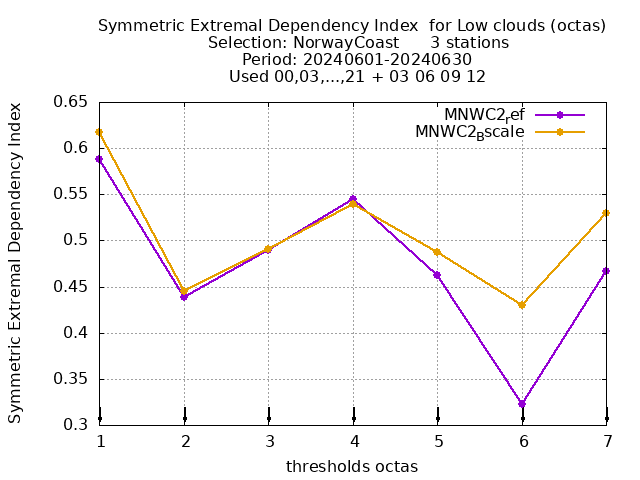 Symmetric Extremal Dependency Index  for Low clouds (octas)
Selection: NorwayCoast      3 stations
Period: 20240601-20240630
Used 00,03,...,21 + 03 06 09 12
MNWC2_ref
MNWC2_Bscale
Symmetric Extremal Dependency Index
0.65
0.6
0.55
0.5
0.45
0.4
0.35
0.3
1 2 3 4 5 6 7
thresholds octas